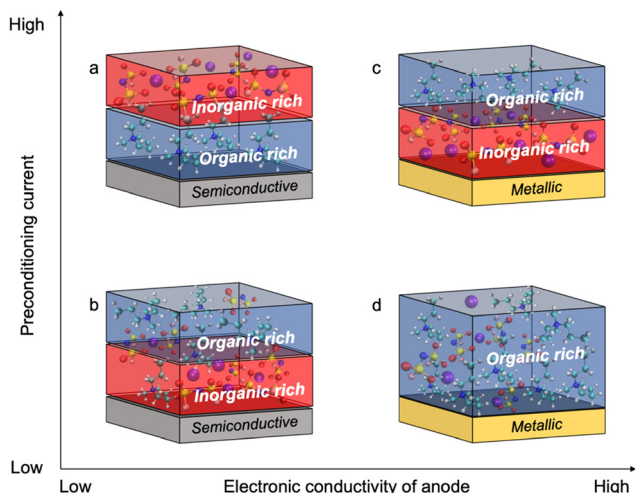 High
a
Inorganic rich
Organic rich
Semiconductive
c
Organic rich
Inorganic rich
Metallic
Preconditioning current
b
Organic rich
Inorganic rich
Semiconductive
d
Organic rich
Metallic
Low
Low
Electronic conductivity of anode
High